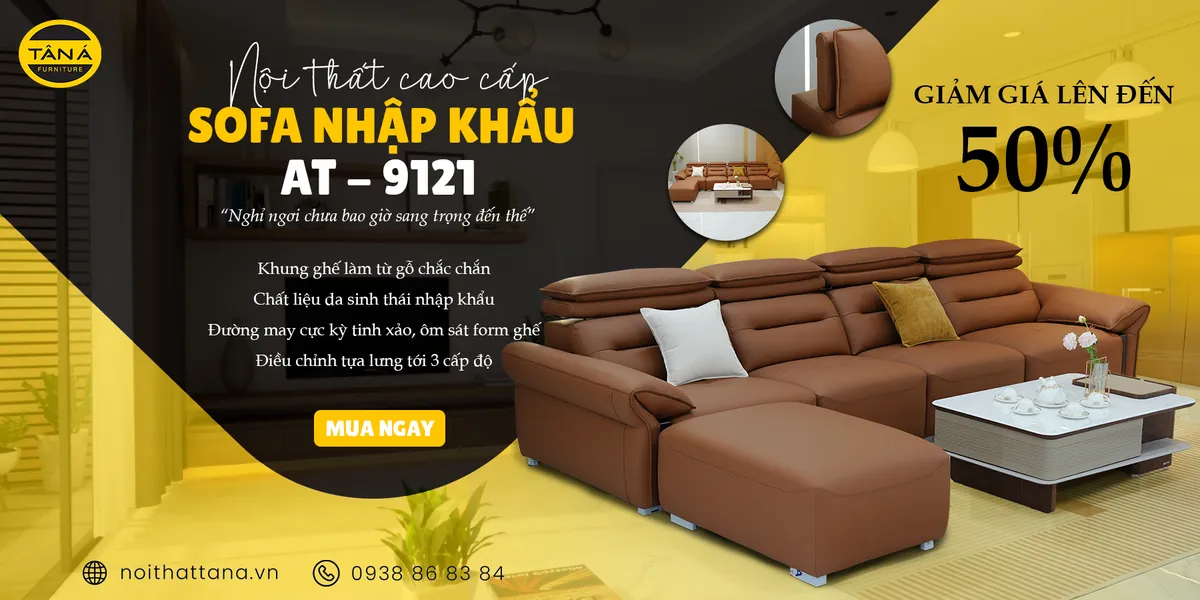 TÂN Á
FURNITURE
Nội thất cao cấp
SOFA NHẬP KHẨU
AT – 9121
“Nghỉ ngơi chưa bao giờ sang trọng đến thế”
Khung ghế làm từ gỗ chắc chắn
Chất liệu da sinh thái nhập khẩu
Đường may cực kỳ tinh xảo, ôm sát form ghế
Điều chỉnh tựa lưng tới 3 cấp độ
MUA NGAY
GIẢM GIÁ LÊN ĐẾN
50%
noithattana.vn
0938 86 83 84